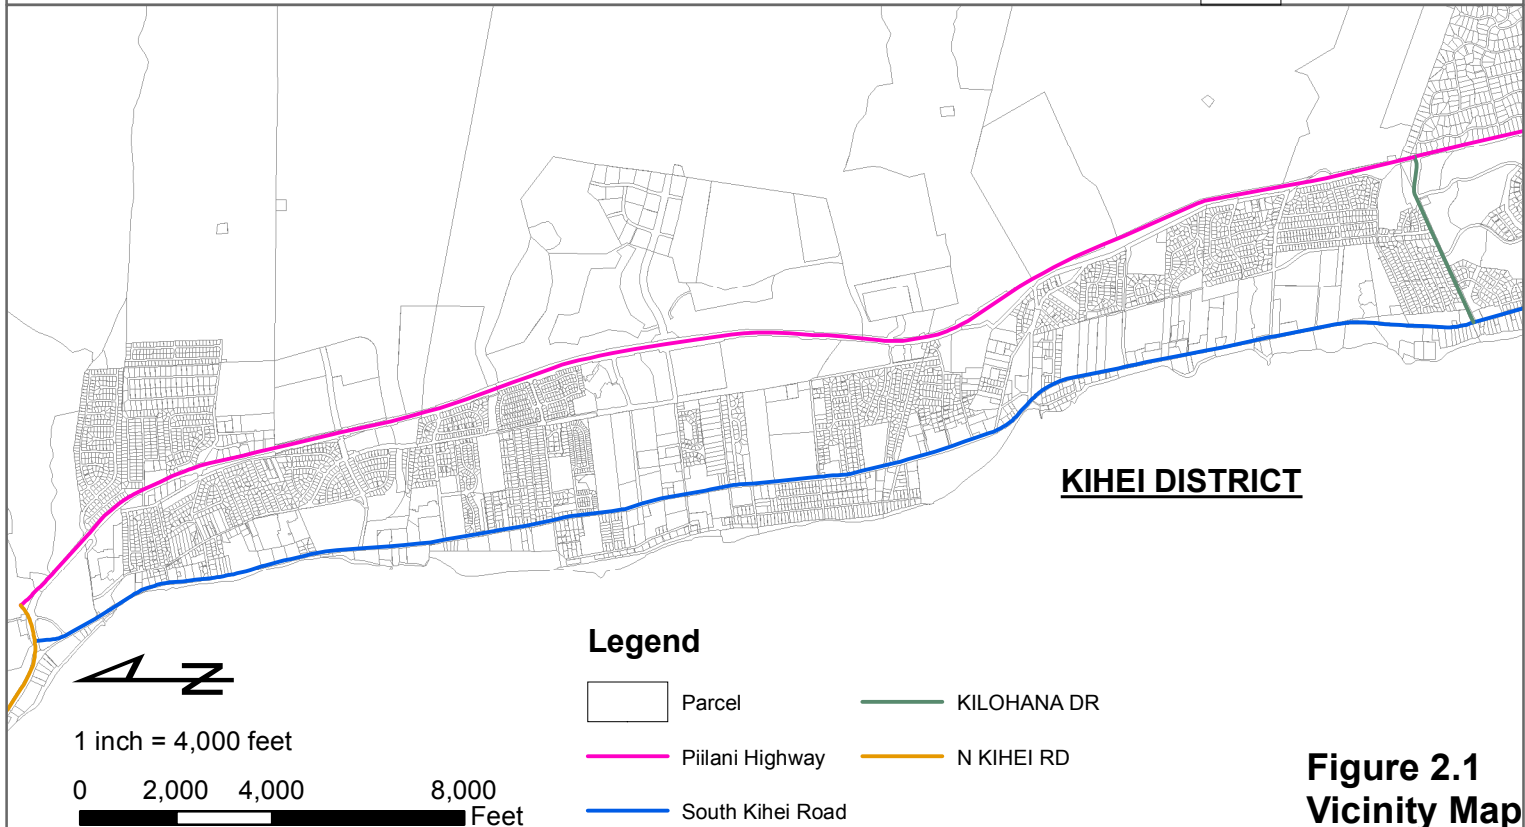 KIHEI DISTRICT
Legend
Parcel
KILOHANA DR
Piilani Highway
N KIHEI RD
South Kihei Road
N
1 inch = 4,000 feet
0 2,000 4,000 8,000
Feet
Figure 2.1
Vicinity Map